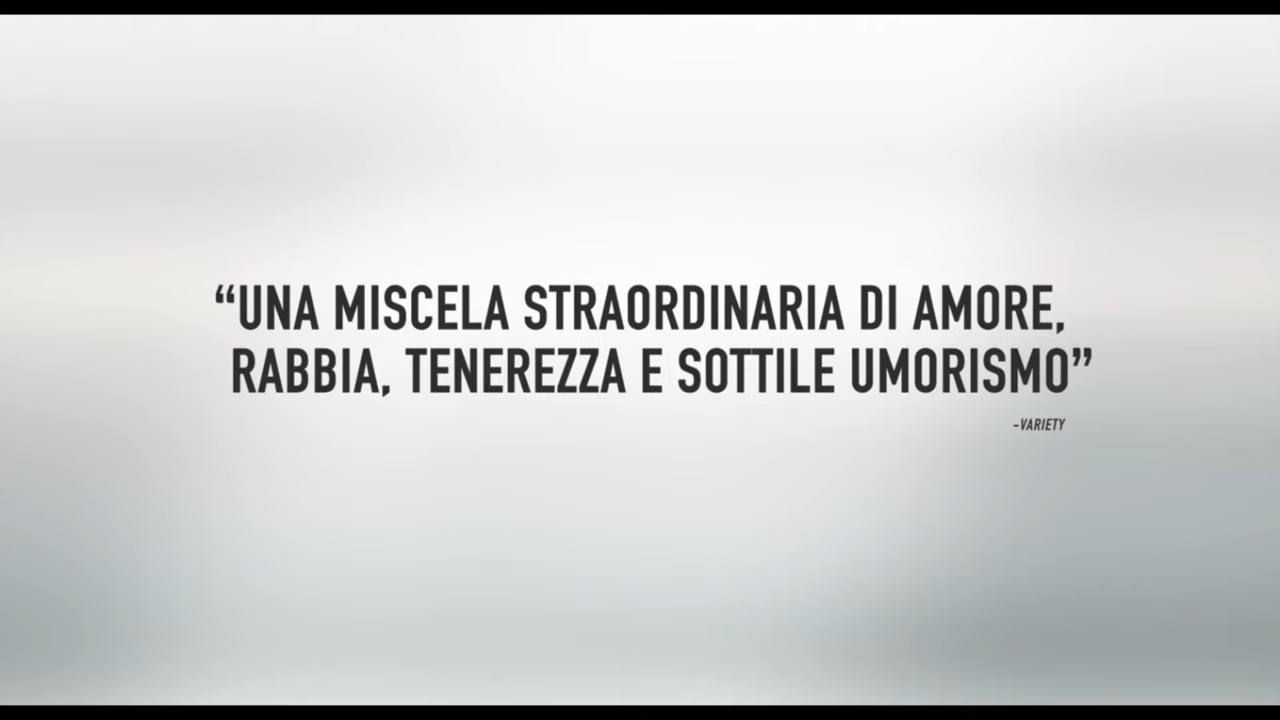 “UNA MISCELA STRAORDINARIA DI AMORE,
RABBIA, TENEREZZA E SOTTILE UMORISMO”
-VARIETY